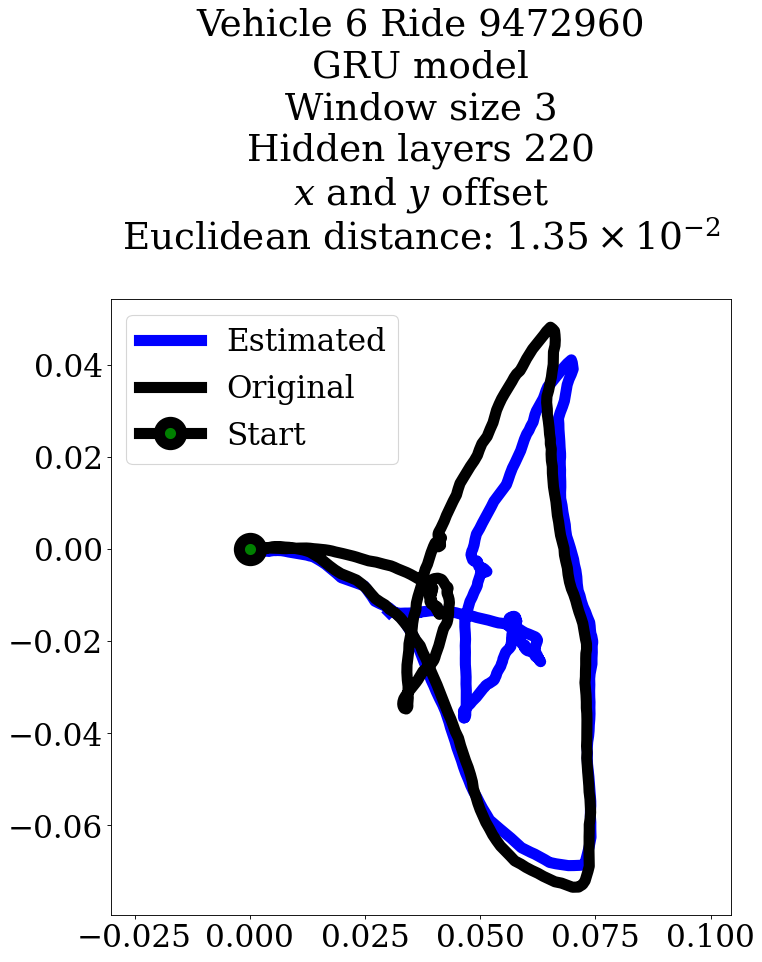 Vehicle 6 Ride 9472960
GRU model
Window size 3
Hidden layers 220
x and y offset
Euclidean distance: 1.35 × 10⁻²
Estimated
Original
Start
0.04
0.02
0.00
−0.02
−0.04
−0.06
−0.025 0.000 0.025 0.050 0.075 0.100